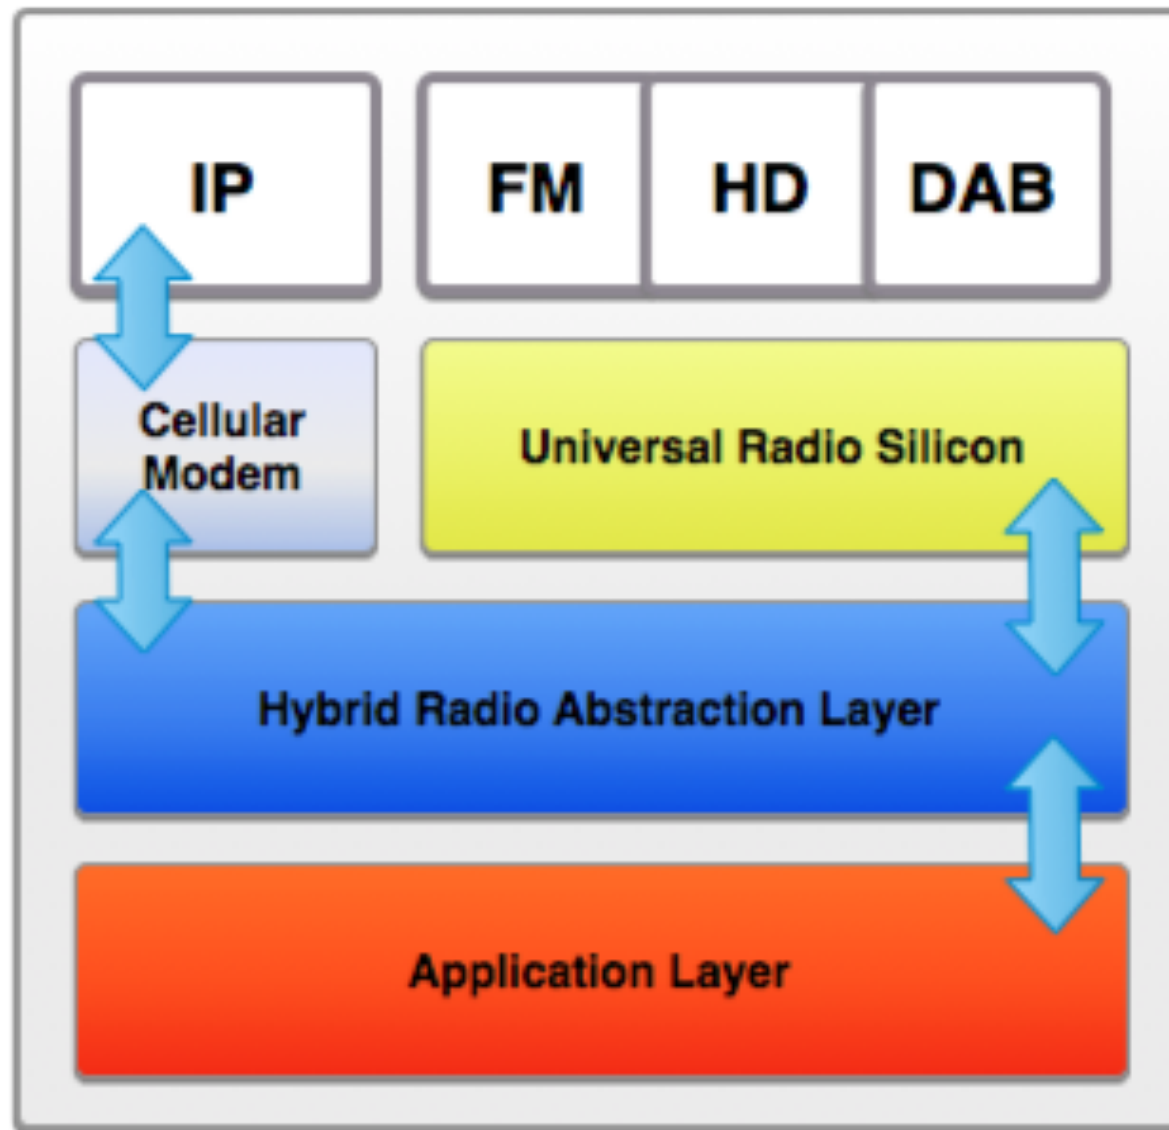 IP
FM
HD
DAB
Cellular
Modem
Universal Radio Silicon
Hybrid Radio Abstraction Layer
Application Layer